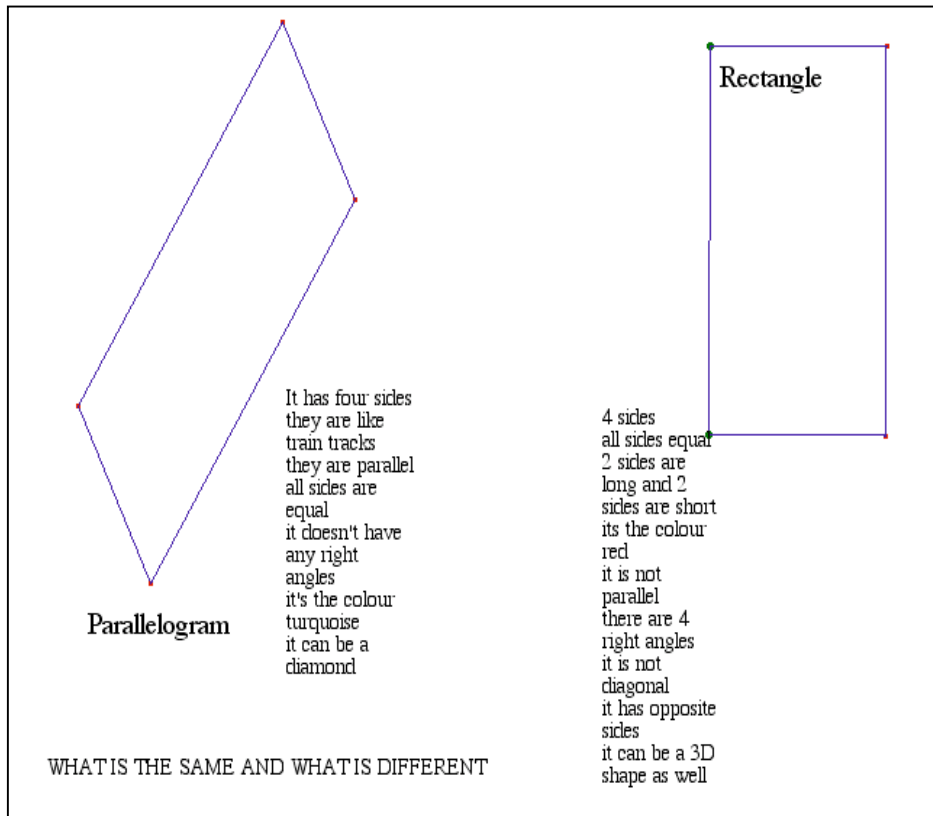 Rectangle
It has four sides
they are like
train tracks
they are parallel
all sides are
equal
it doesn't have
any right
angles
it's the colour
turquoise
it can be a
diamond
Parallelogram
4 sides
all sides equal
2 sides are
long and 2
sides are short
its the colour
red
it is not
parallel
there are 4
right angles
it is not
diagonal
it has opposite
sides
it can be a 3D
shape as well
WHAT IS THE SAME AND WHAT IS DIFFERENT